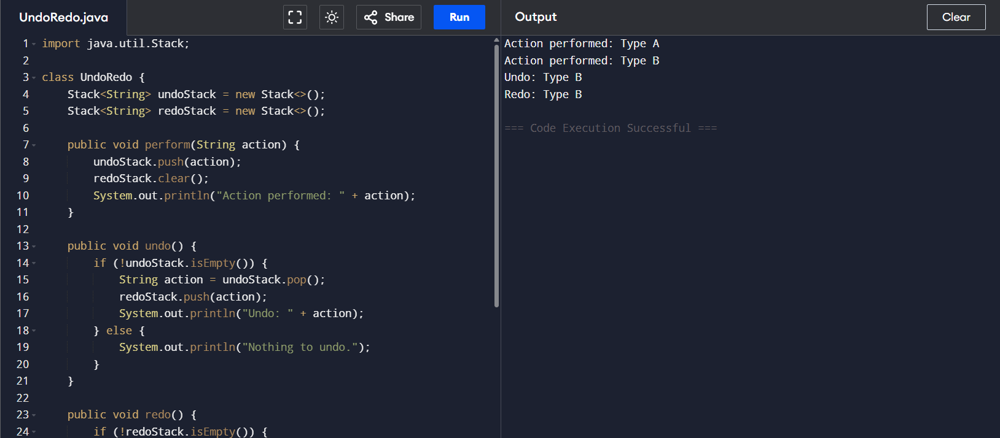 UndoRedo.java
Share
Run
Output
Clear
1 import java.util.Stack;
2
3 class UndoRedo {
4     Stack<String> undoStack = new Stack<>();
5     Stack<String> redoStack = new Stack<>();
6
7     public void perform(String action) {
8         undoStack.push(action);
9         redoStack.clear();
10         System.out.println("Action performed: " + action);
11     }
12
13     public void undo() {
14         if (!undoStack.isEmpty()) {
15             String action = undoStack.pop();
16             redoStack.push(action);
17             System.out.println("Undo: " + action);
18         } else {
19             System.out.println("Nothing to undo.");
20         }
21     }
22
23     public void redo() {
24         if (!redoStack.isEmpty()) {
Action performed: Type A
Action performed: Type B
Undo: Type B
Redo: Type B
=== Code Execution Successful ===